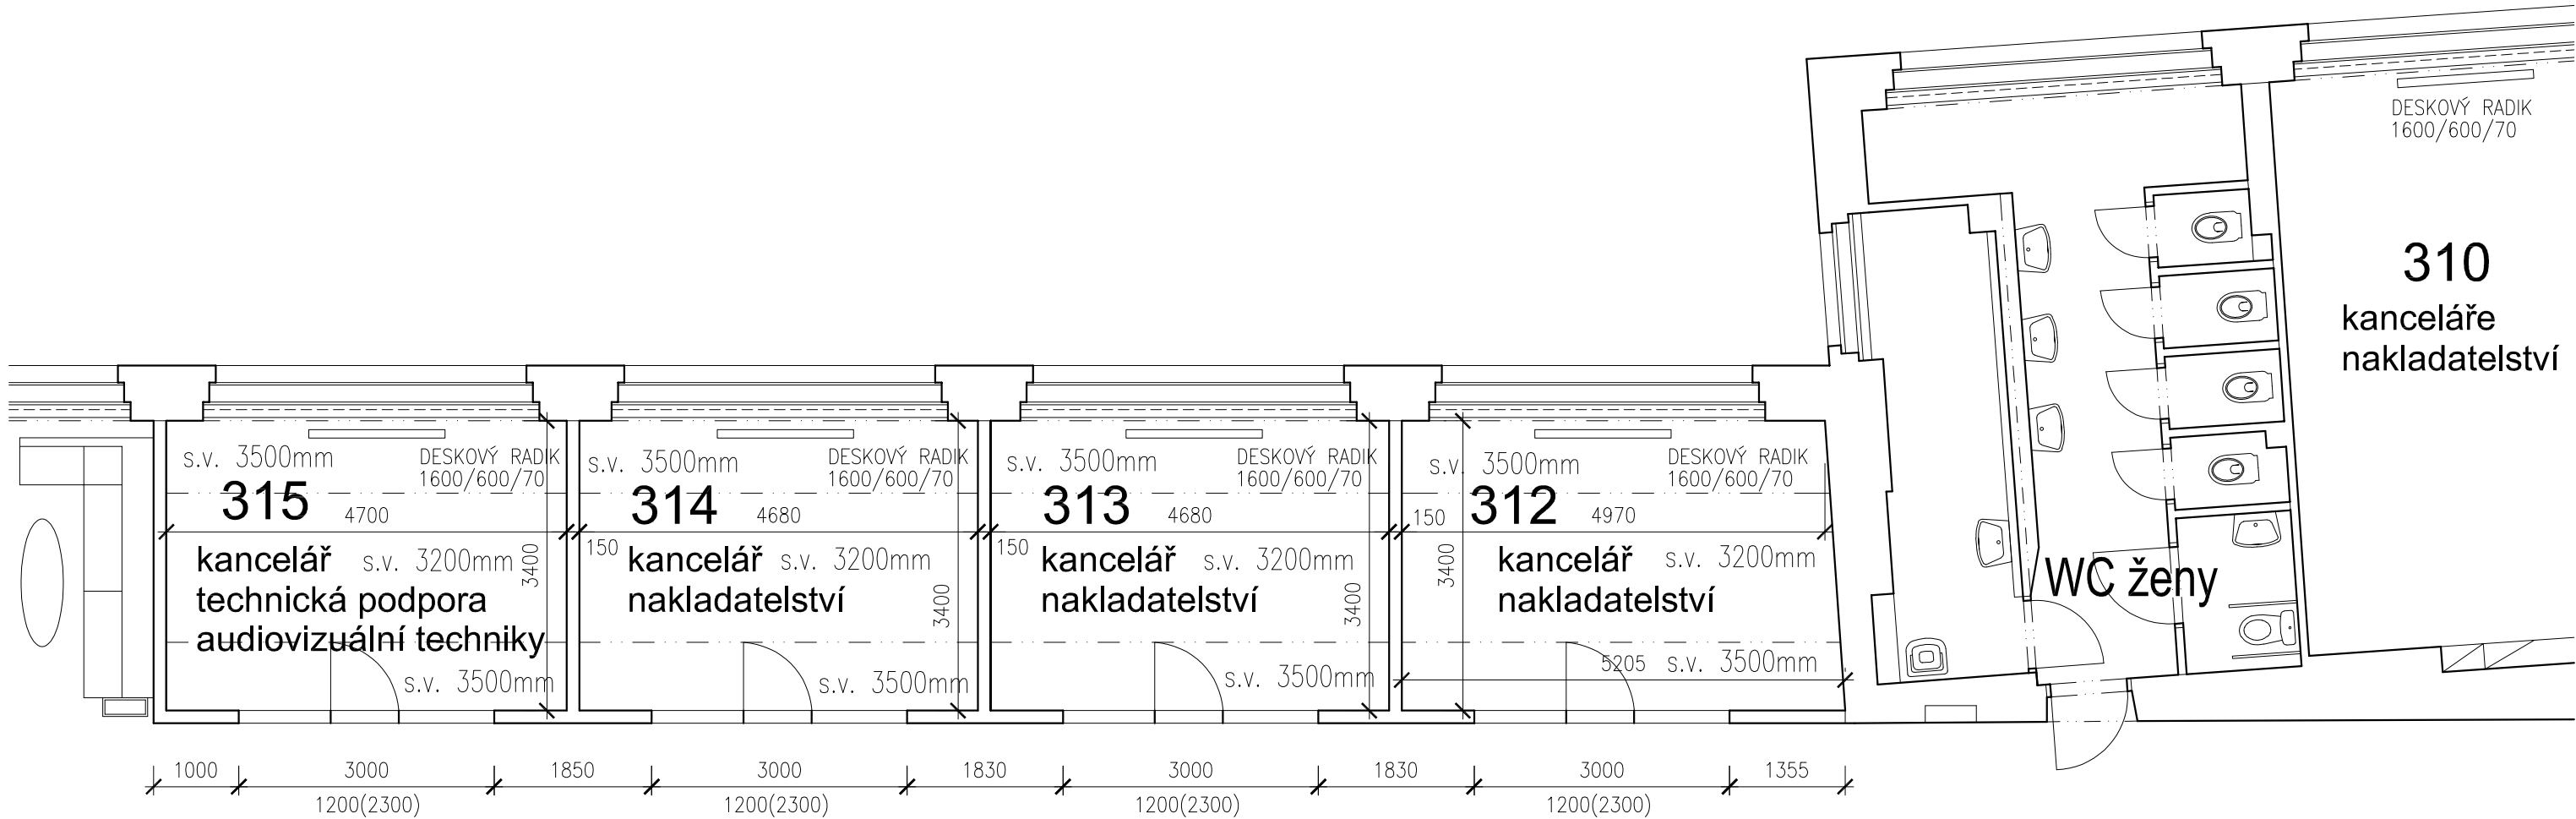 DESKOVÝ RADIK
1600/600/70
310
kanceláře
nakladatelství
s.v. 3500mm
DESKOVÝ RADIK
1600/600/70
315
4700
kancelář
s.v. 3200mm
technická podpora
audiovizuální techniky
3400
s.v. 3500mm
s.v. 3500mm
DESKOVÝ RADIK
1600/600/70
314
4680
150
kancelář
s.v. 3200mm
nakladatelství
3400
s.v. 3500mm
s.v. 3500mm
DESKOVÝ RADIK
1600/600/70
313
4680
150
kancelář
s.v. 3200mm
nakladatelství
3400
s.v. 3500mm
s.v. 3500mm
DESKOVÝ RADIK
1600/600/70
150
312
4970
3400
kancelář
s.v. 3200mm
nakladatelství
5205
s.v. 3500mm
WC ženy
1000
3000
1850
3000
1830
3000
1830
3000
1355
1200(2300)
1200(2300)
1200(2300)
1200(2300)